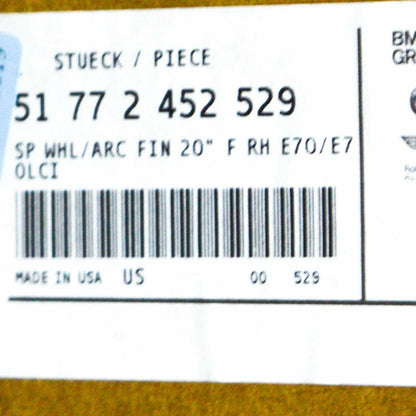 STUECK / PIECE
51 77 2 452 529
SP WHL/ARC FIN 20" F RH E70/E7
0LCI
MADE IN USA US 00 529
BM
GR